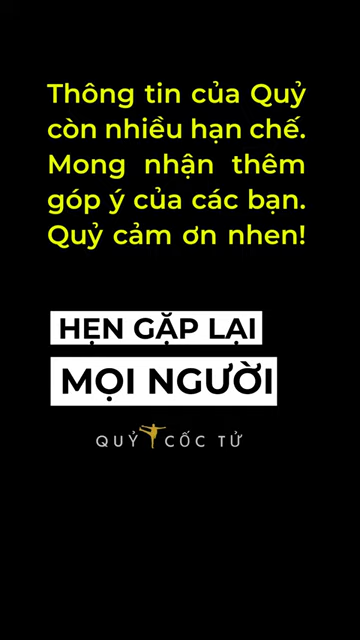 Thông tin của Quỷ
còn nhiều hạn chế.
Mong nhận thêm
góp ý của các bạn.
Quỷ cảm ơn nhen!
HẸN GẶP LẠI
MỌI NGƯỜI
QUỶ CỐC TỬ